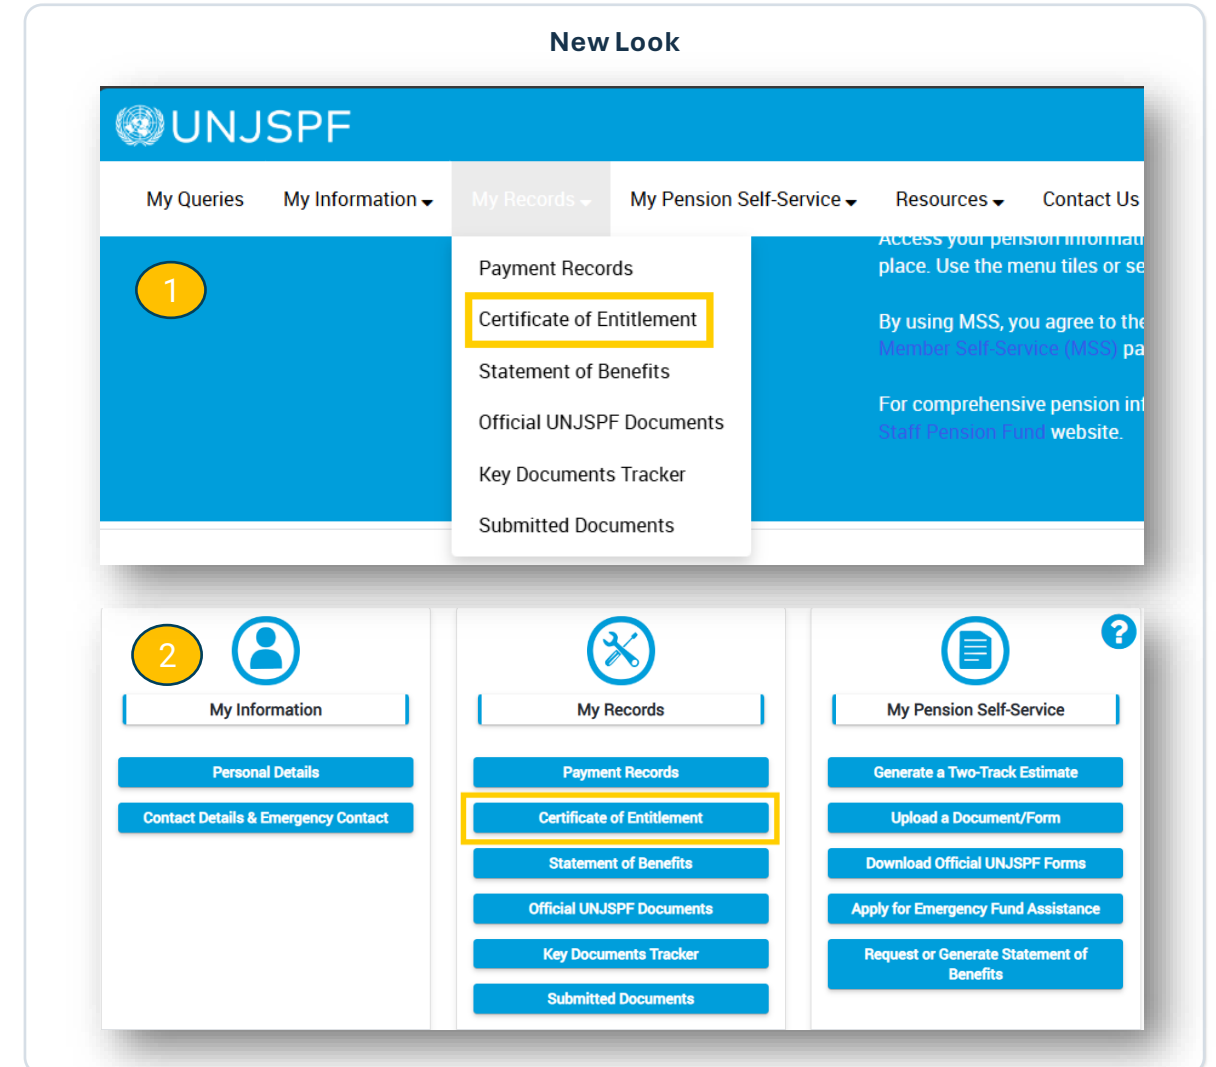 New Look
UNJSPF
My Queries My Information My Records My Pension Self-Service Resources Contact Us
1
Payment Records
Certificate of Entitlement
Statement of Benefits
Official UNJSPF Documents
Key Documents Tracker
Submitted Documents
Access your pension informati
place. Use the menu tiles or se
By using MSS, you agree to the
Member Self-Service (MSS) pa
For comprehensive pension inf
Staff Pension Fund website.
2
?
My Information
Personal Details
Contact Details & Emergency Contact
My Records
Payment Records
Certificate of Entitlement
Statement of Benefits
Official UNJSPF Documents
Key Documents Tracker
Submitted Documents
My Pension Self-Service
Generate a Two-Track Estimate
Upload a Document/Form
Download Official UNJSPF Forms
Apply for Emergency Fund Assistance
Request or Generate Statement of
Benefits